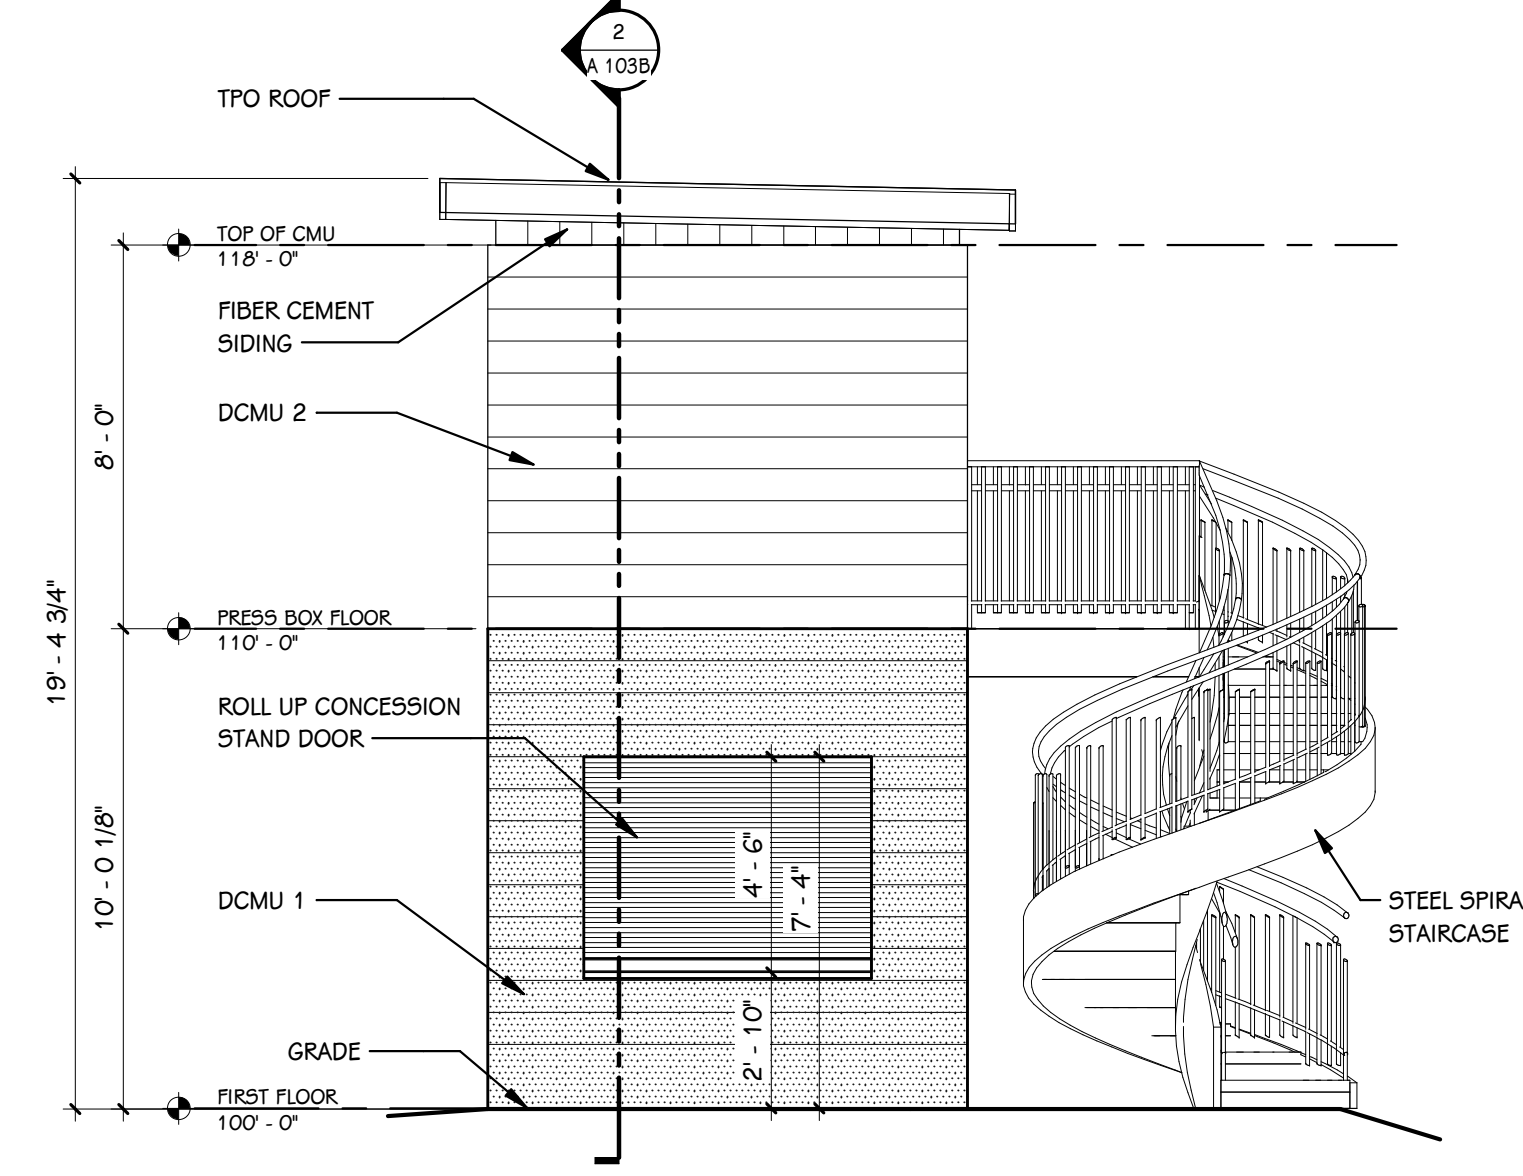 2
A 103B
TPO ROOF
TOP OF CMU
118' - 0"
FIBER CEMENT
SIDING
8' - 0"
DCMU 2
19' - 4 3/4"
PRESS BOX FLOOR
110' - 0"
ROLL UP CONCESSION
STAND DOOR
4' - 6"
7' - 4"
10' - 0 1/8"
DCMU 1
STEEL SPIRA
STAIRCASE
2' - 10"
GRADE
FIRST FLOOR
100' - 0"